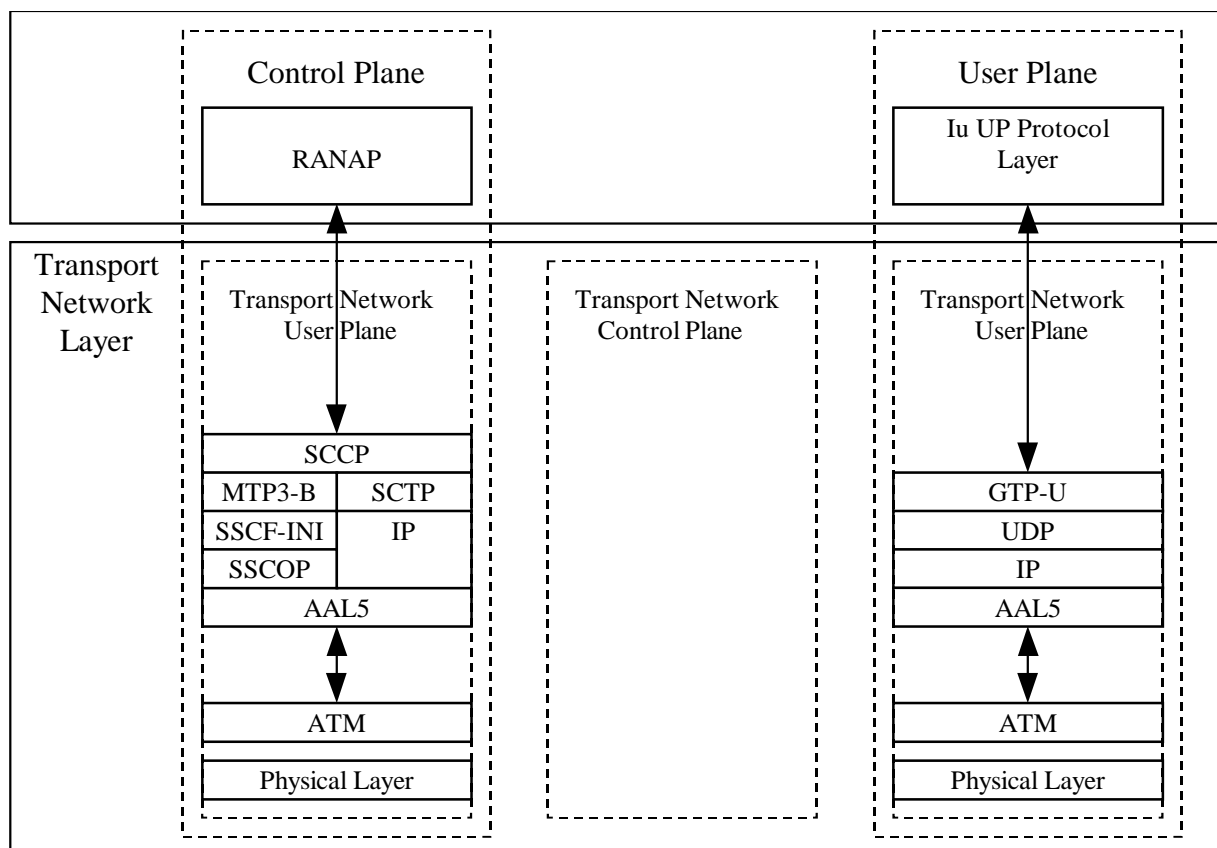 Control Plane
User Plane
RANAP
Iu UP Protocol
Layer
Transport
Network
Layer
Transport Network
User Plane
Transport Network
Control Plane
Transport Network
User Plane
SCCP
MTP3-B
SCTP
SSCF-INI
IP
SSCOP
AAL5
ATM
Physical Layer
GTP-U
UDP
IP
AAL5
ATM
Physical Layer